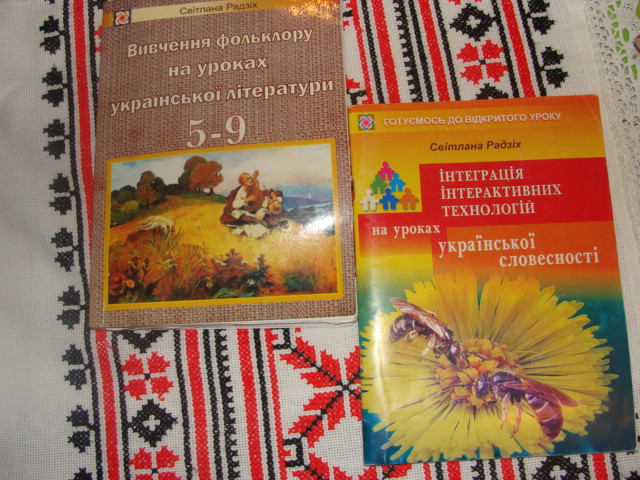 Світлана Радзіх
Вивчення фольклору
на уроках
української літератури
5-9
ГОТУЄМОСЬ ДО ВІДКРИТОГО УРОКУ
Світлана Радзіх
ІНТЕГРАЦІЯ
ІНТЕРАКТИВНИХ
ТЕХНОЛОГІЙ
на уроках
української
словесності